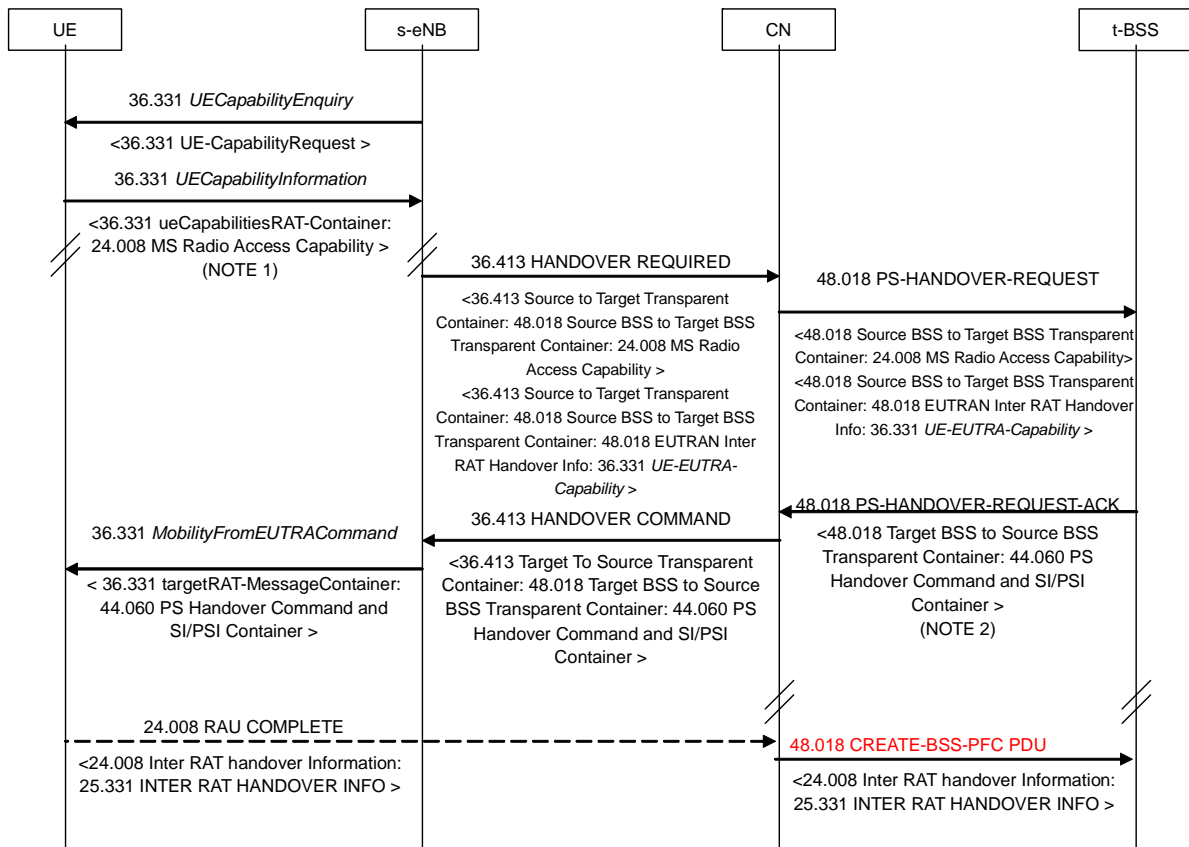 UE
s-eNB
CN
t-BSS
36.331 UECapabilityEnquiry
<36.331 UE-CapabilityRequest >
36.331 UECapabilityInformation
<36.331 ueCapabilitiesRAT-Container:
24.008 MS Radio Access Capability >
(NOTE 1)
36.413 HANDOVER REQUIRED
<36.413 Source to Target Transparent
Container: 48.018 Source BSS to Target BSS
Transparent Container: 24.008 MS Radio
Access Capability >
<36.413 Source to Target Transparent
Container: 48.018 Source BSS to Target BSS
Transparent Container: 48.018 EUTRAN Inter
RAT Handover Info: 36.331 UE-EUTRA-
Capability >
48.018 PS-HANDOVER-REQUEST
<48.018 Source BSS to Target BSS Transparent
Container: 24.008 MS Radio Access Capability>
<48.018 Source BSS to Target BSS Transparent
Container: 48.018 EUTRAN Inter RAT Handover
Info: 36.331 UE-EUTRA-Capability >
48.018 PS-HANDOVER-REQUEST-ACK
<48.018 Target BSS to Source BSS
Transparent Container: 44.060 PS
Handover Command and SI/PSI
Container >
(NOTE 2)
36.413 HANDOVER COMMAND
<36.413 Target To Source Transparent
Container: 48.018 Target BSS to Source
BSS Transparent Container: 44.060 PS
Handover Command and SI/PSI
Container >
36.331 MobilityFromEUTRACommand
< 36.331 targetRAT-MessageContainer:
44.060 PS Handover Command and
SI/PSI Container >
24.008 RAU COMPLETE
<24.008 Inter RAT handover Information:
25.331 INTER RAT HANDOVER INFO >
48.018 CREATE-BSS-PFC PDU
<24.008 Inter RAT handover Information:
25.331 INTER RAT HANDOVER INFO >